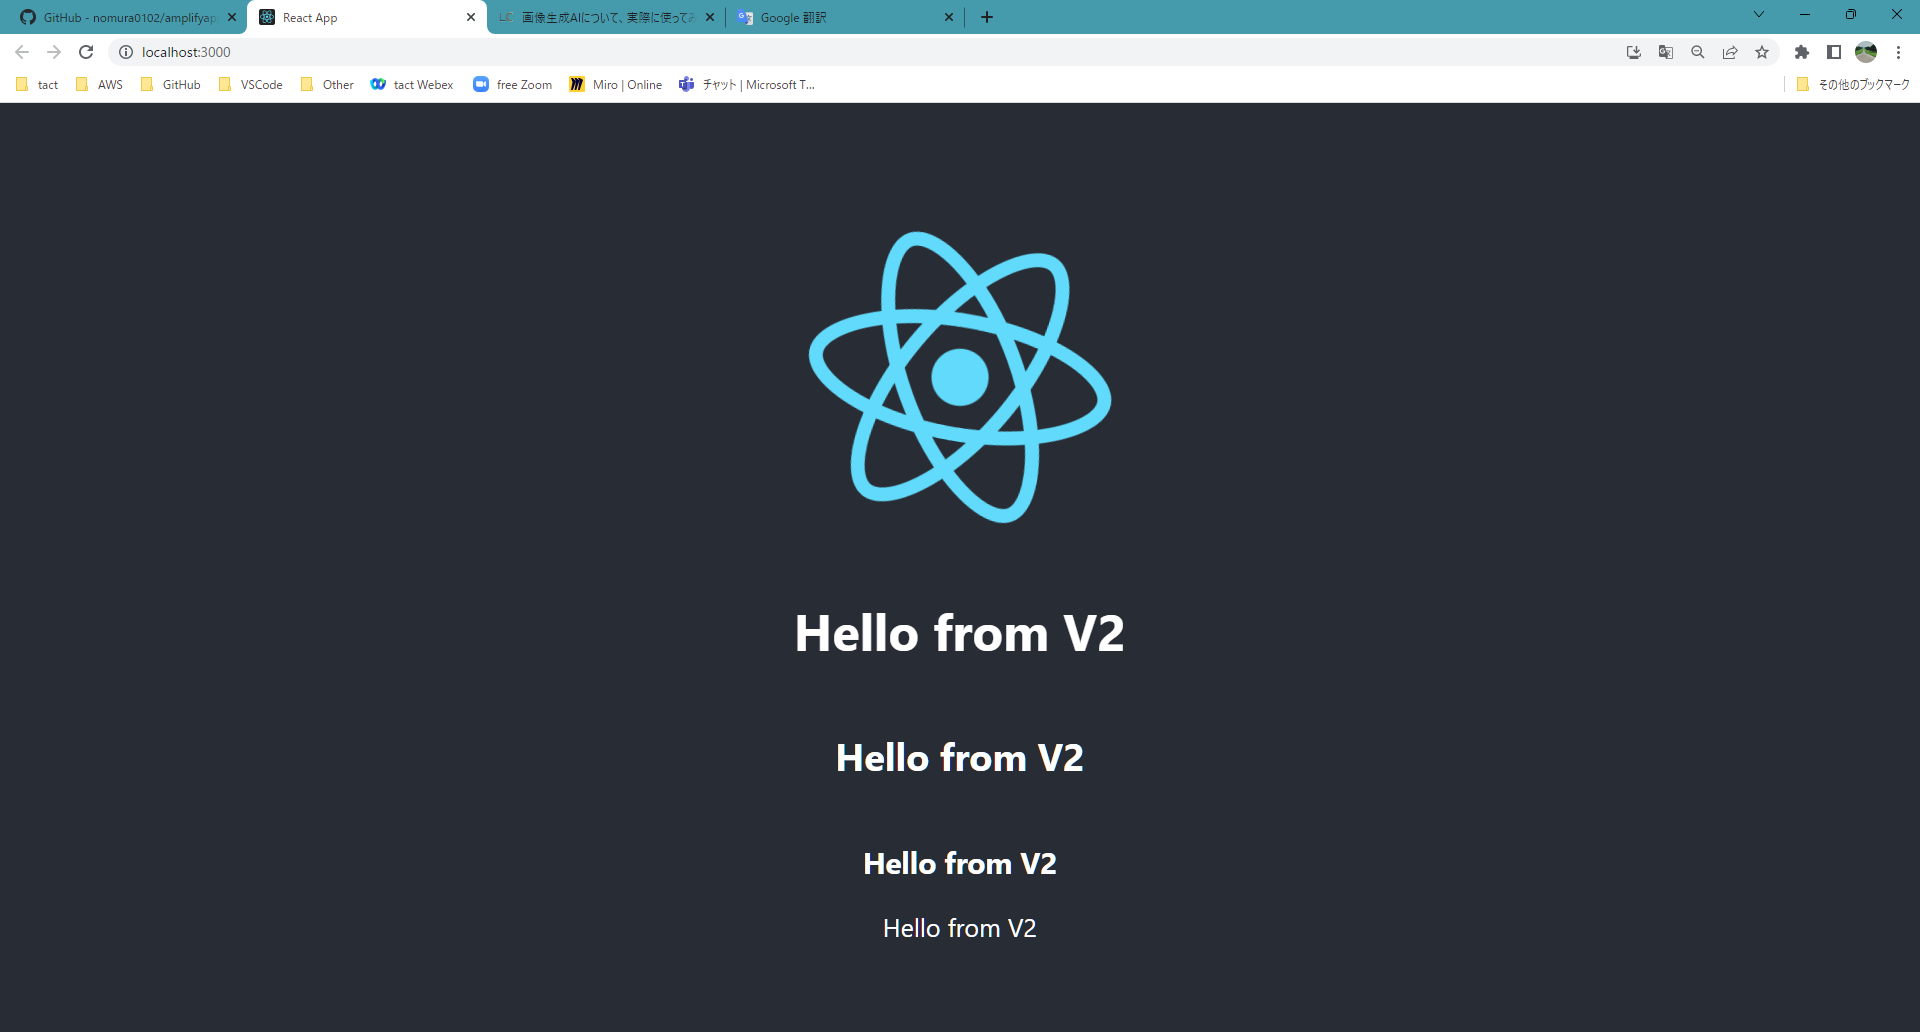 GitHub - nomura0102/amplifyap
React App
画像生成AIについて、実際に使ってみ
Google 翻訳
localhost:3000
tact
AWS
GitHub
VSCode
Other
tact Webex
free Zoom
Miro | Online
チャット | Microsoft T...
その他のブックマーク
Hello from V2
Hello from V2
Hello from V2
Hello from V2